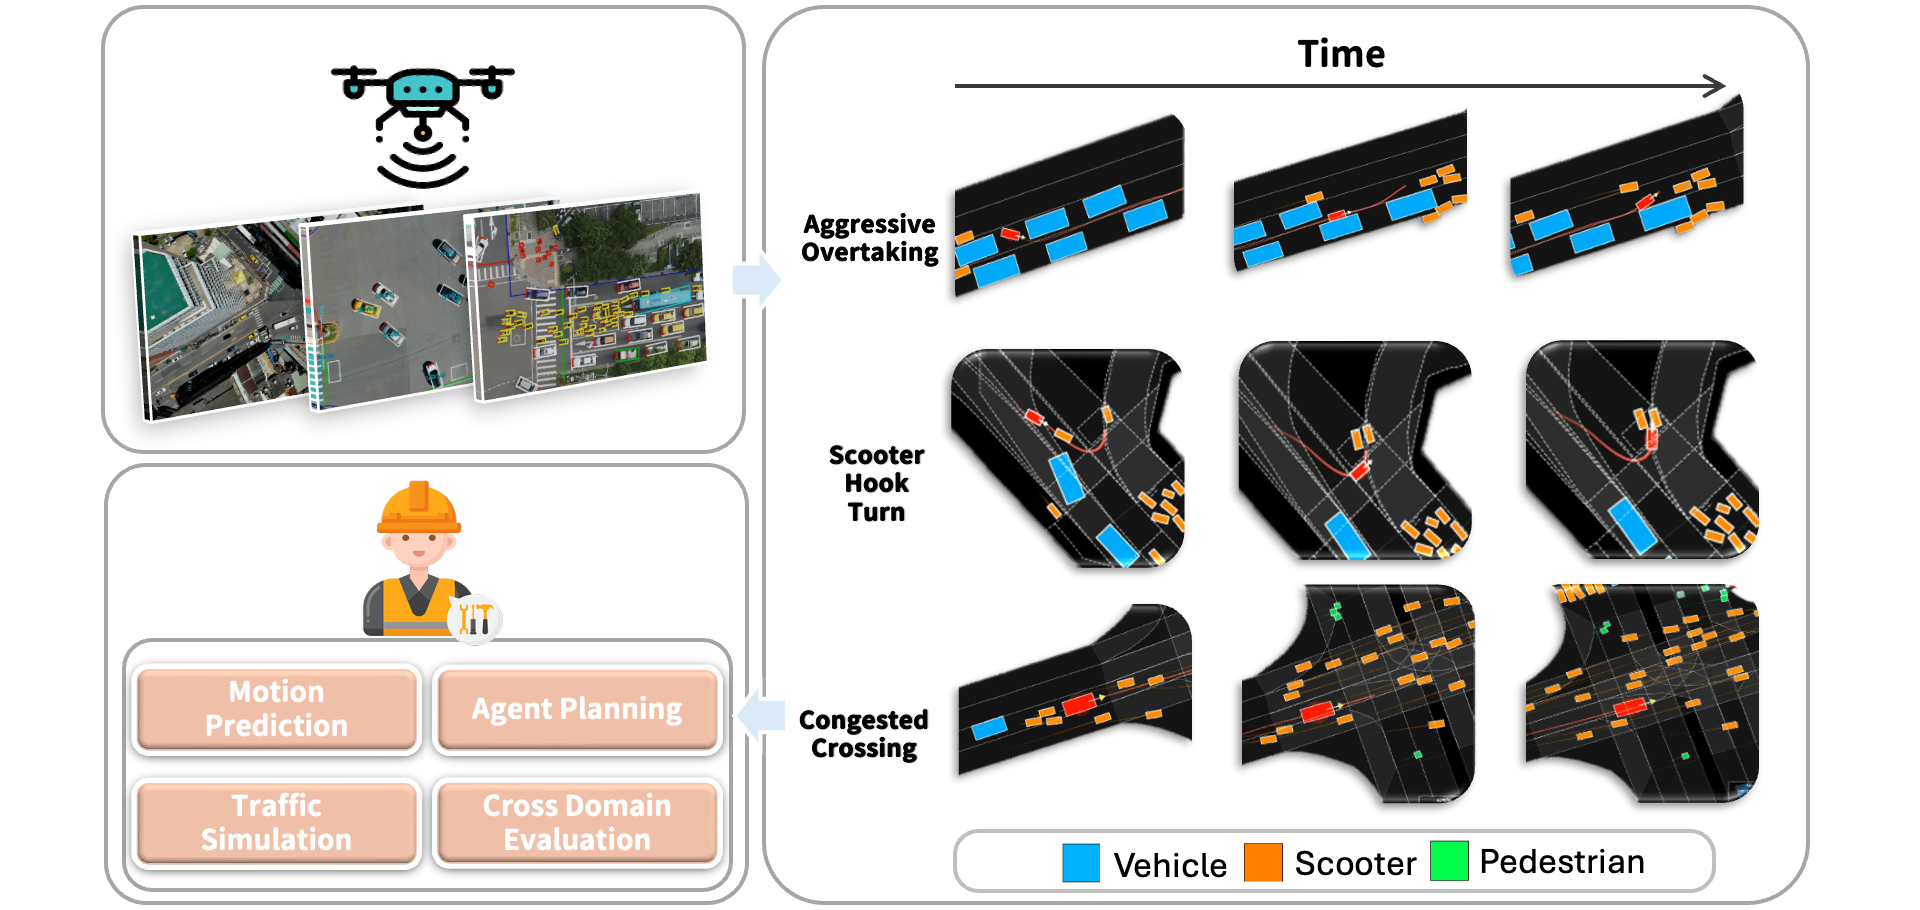 Time
Aggressive
Overtaking
Scooter
Hook
Turn
Congested
Crossing
Vehicle
Scooter
Pedestrian
Motion
Prediction
Agent Planning
Traffic
Simulation
Cross Domain
Evaluation